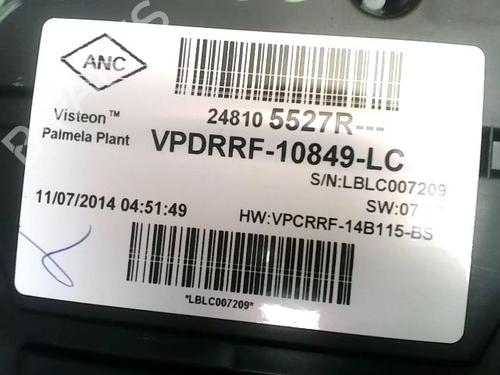 ANC
Visteon™
Palmela Plant
24810 5527R---
VPDRRF-10849-LC
S/N:LBLC007209
11/07/2014 04:51:49
HW:VPCRRF-14B115-BS
*LBLC007209*